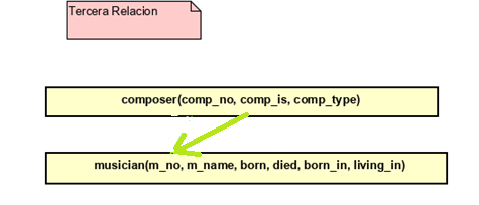 Tercera Relacion
composer(comp_no, comp_is, comp_type)
musician(m_no, m_name, born, died, born_in, living_in)